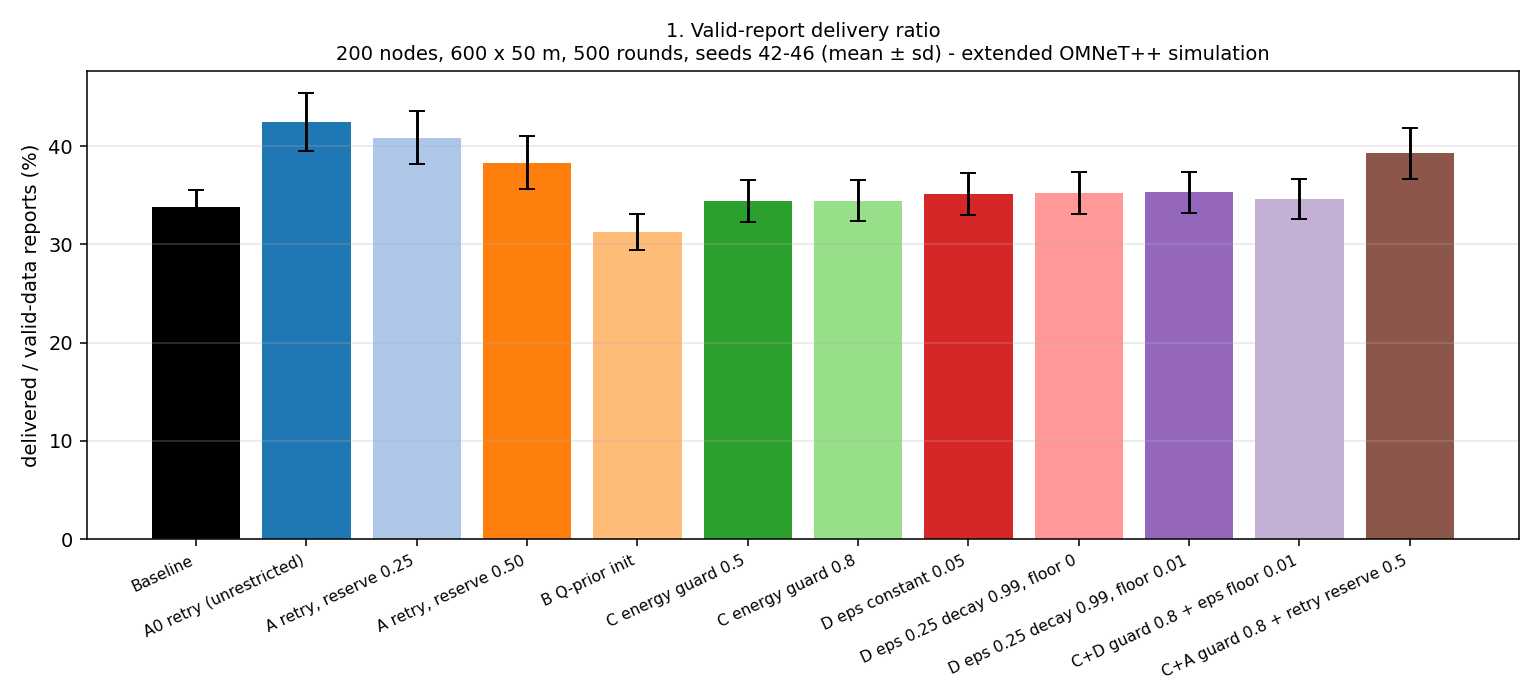 1. Valid-report delivery ratio
200 nodes, 600 x 50 m, 500 rounds, seeds 42-46 (mean ± sd) - extended OMNeT++ simulation
delivered / valid-data reports (%)
40
30
20
10
0
Baseline
A0 retry (unrestricted)
A retry, reserve 0.25
A retry, reserve 0.50
B Q-prior init
C energy guard 0.5
C energy guard 0.8
D eps constant 0.05
D eps 0.25 decay 0.99, floor 0
D eps 0.25 decay 0.99, floor 0.01
C+D guard 0.8 + eps floor 0.01
C+A guard 0.8 + retry reserve 0.5